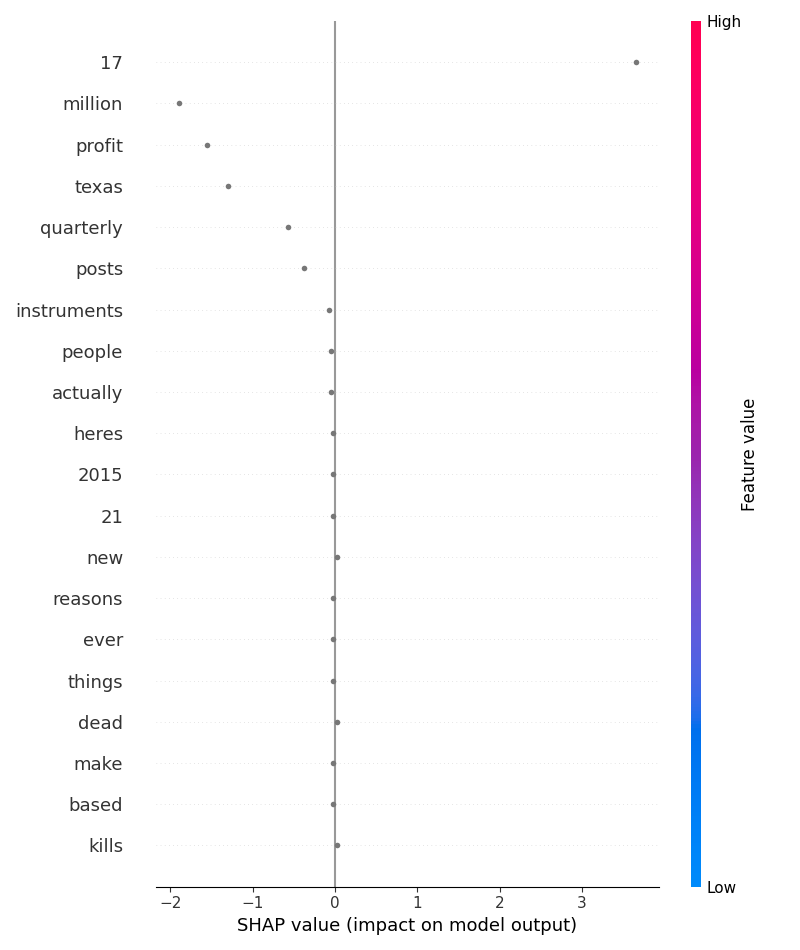 High
17
million
profit
texas
quarterly
posts
instruments
people
actually
heres
2015
21
new
reasons
ever
things
dead
make
based
kills
Feature value
Low
−2 −1 0 1 2 3
SHAP value (impact on model output)